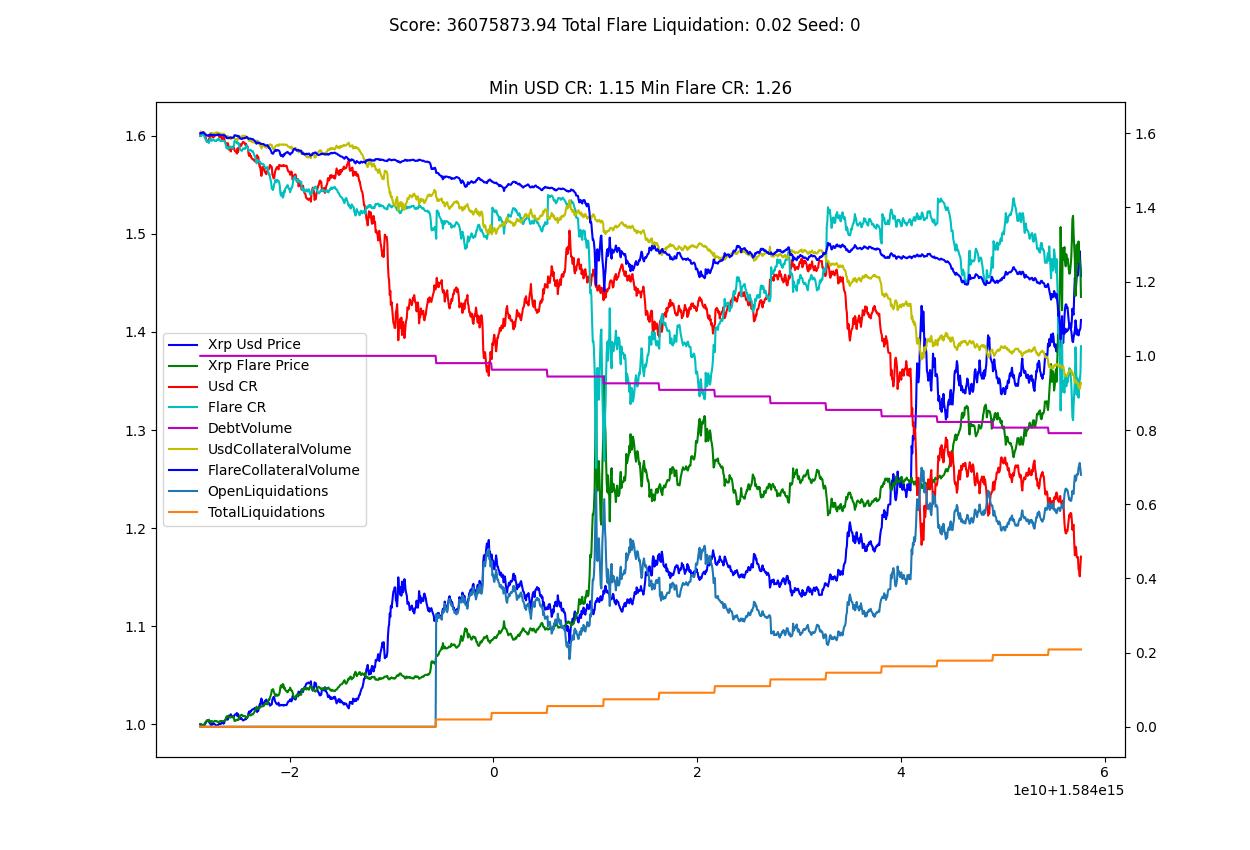 Score: 36075873.94 Total Flare Liquidation: 0.02 Seed: 0
Min USD CR: 1.15 Min Flare CR: 1.26
1.6
1.5
1.4
1.3
1.2
1.1
1.0
1.6
1.4
1.2
1.0
0.8
0.6
0.4
0.2
0.0
Xrp Usd Price
Xrp Flare Price
Usd CR
Flare CR
DebtVolume
UsdCollateralVolume
FlareCollateralVolume
OpenLiquidations
TotalLiquidations
−2
0
2
4
6
1e10+1.584e15